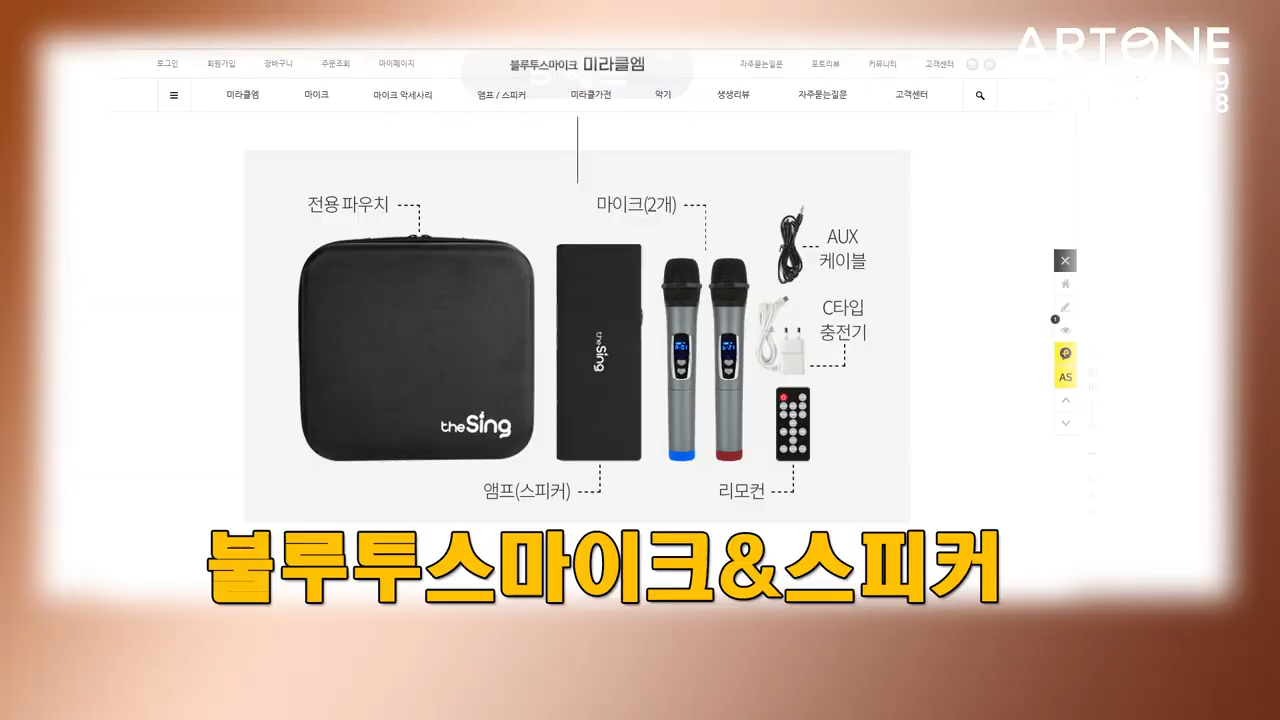 ARTONE
98
로그인 회원가입 장바구니 주문조회 마이페이지
블루투스마이크 미라클엠
자주묻는질문 포토리뷰 커뮤니티 고객센터
미라클엠 마이크 마이크 악세사리 앰프 / 스피커 미라클가전 악기 생생리뷰 자주묻는질문 고객센터
전용 파우치
마이크(2개)
AUX
케이블
C타입
충전기
theSing
theSing
앰프(스피커)
리모컨
1
P
AS
블루투스마이크&스피커